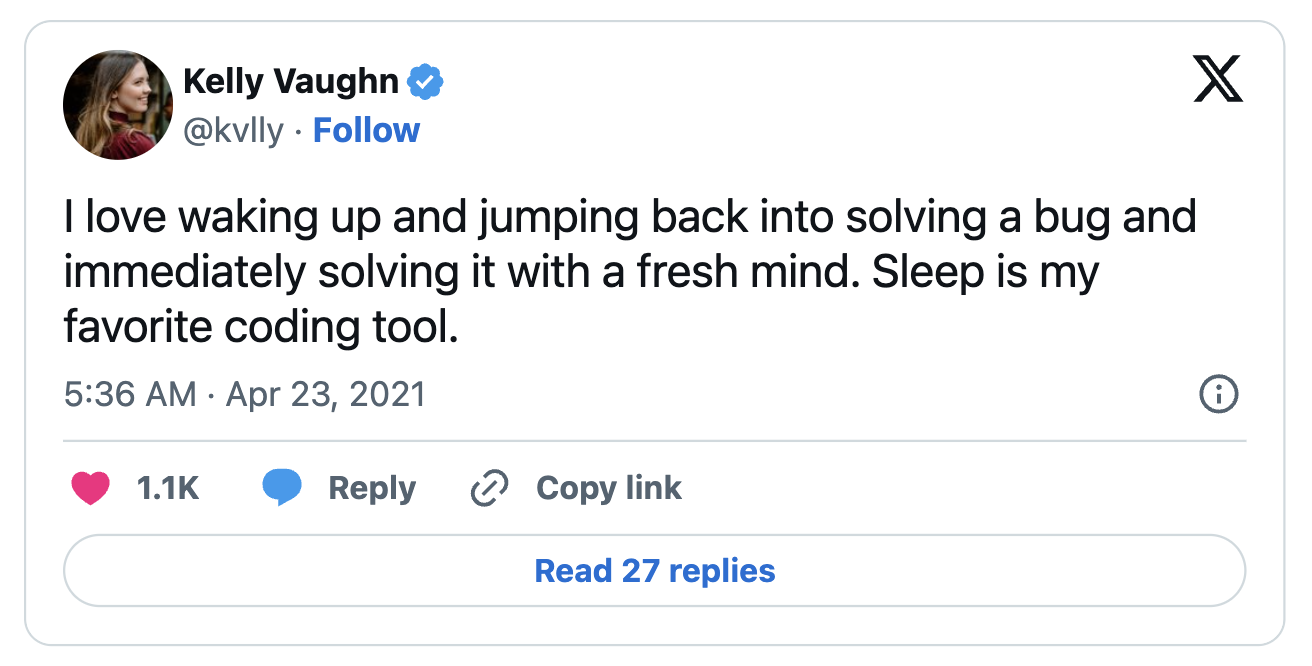 Kelly Vaughn
@kvlly · Follow
I love waking up and jumping back into solving a bug and
immediately solving it with a fresh mind. Sleep is my
favorite coding tool.
5:36 AM · Apr 23, 2021
1.1K Reply Copy link
Read 27 replies